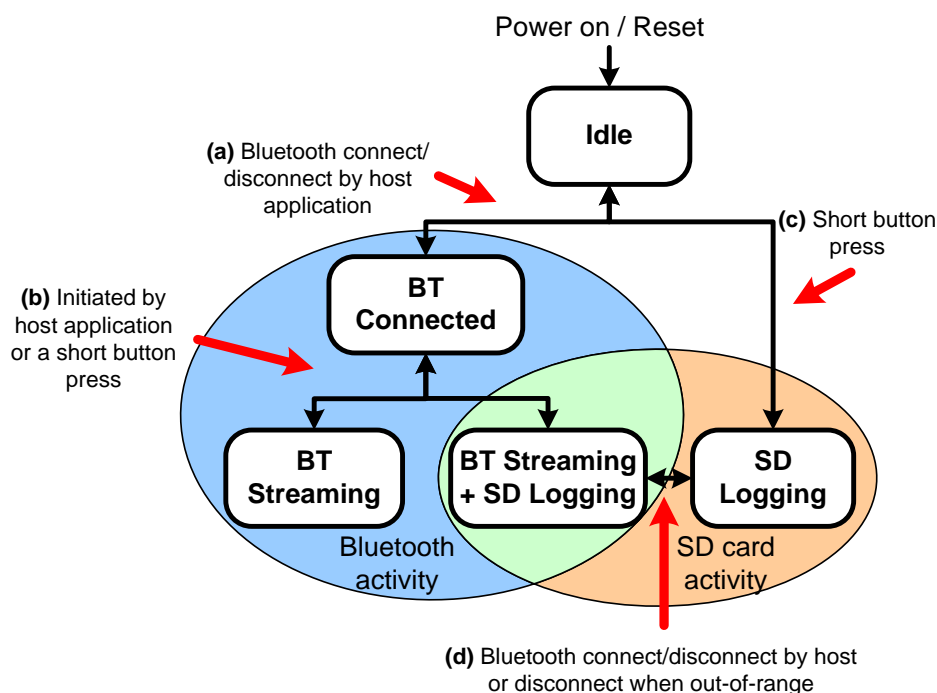 Power on / Reset
Idle
(a) Bluetooth connect/
disconnect by host
application
(c) Short button
press
BT
Connected
(b) Initiated by
host application
or a short button
press
BT
Streaming
BT Streaming
+ SD Logging
SD
Logging
Bluetooth
activity
SD card
activity
(d) Bluetooth connect/disconnect by host
or disconnect when out-of-range